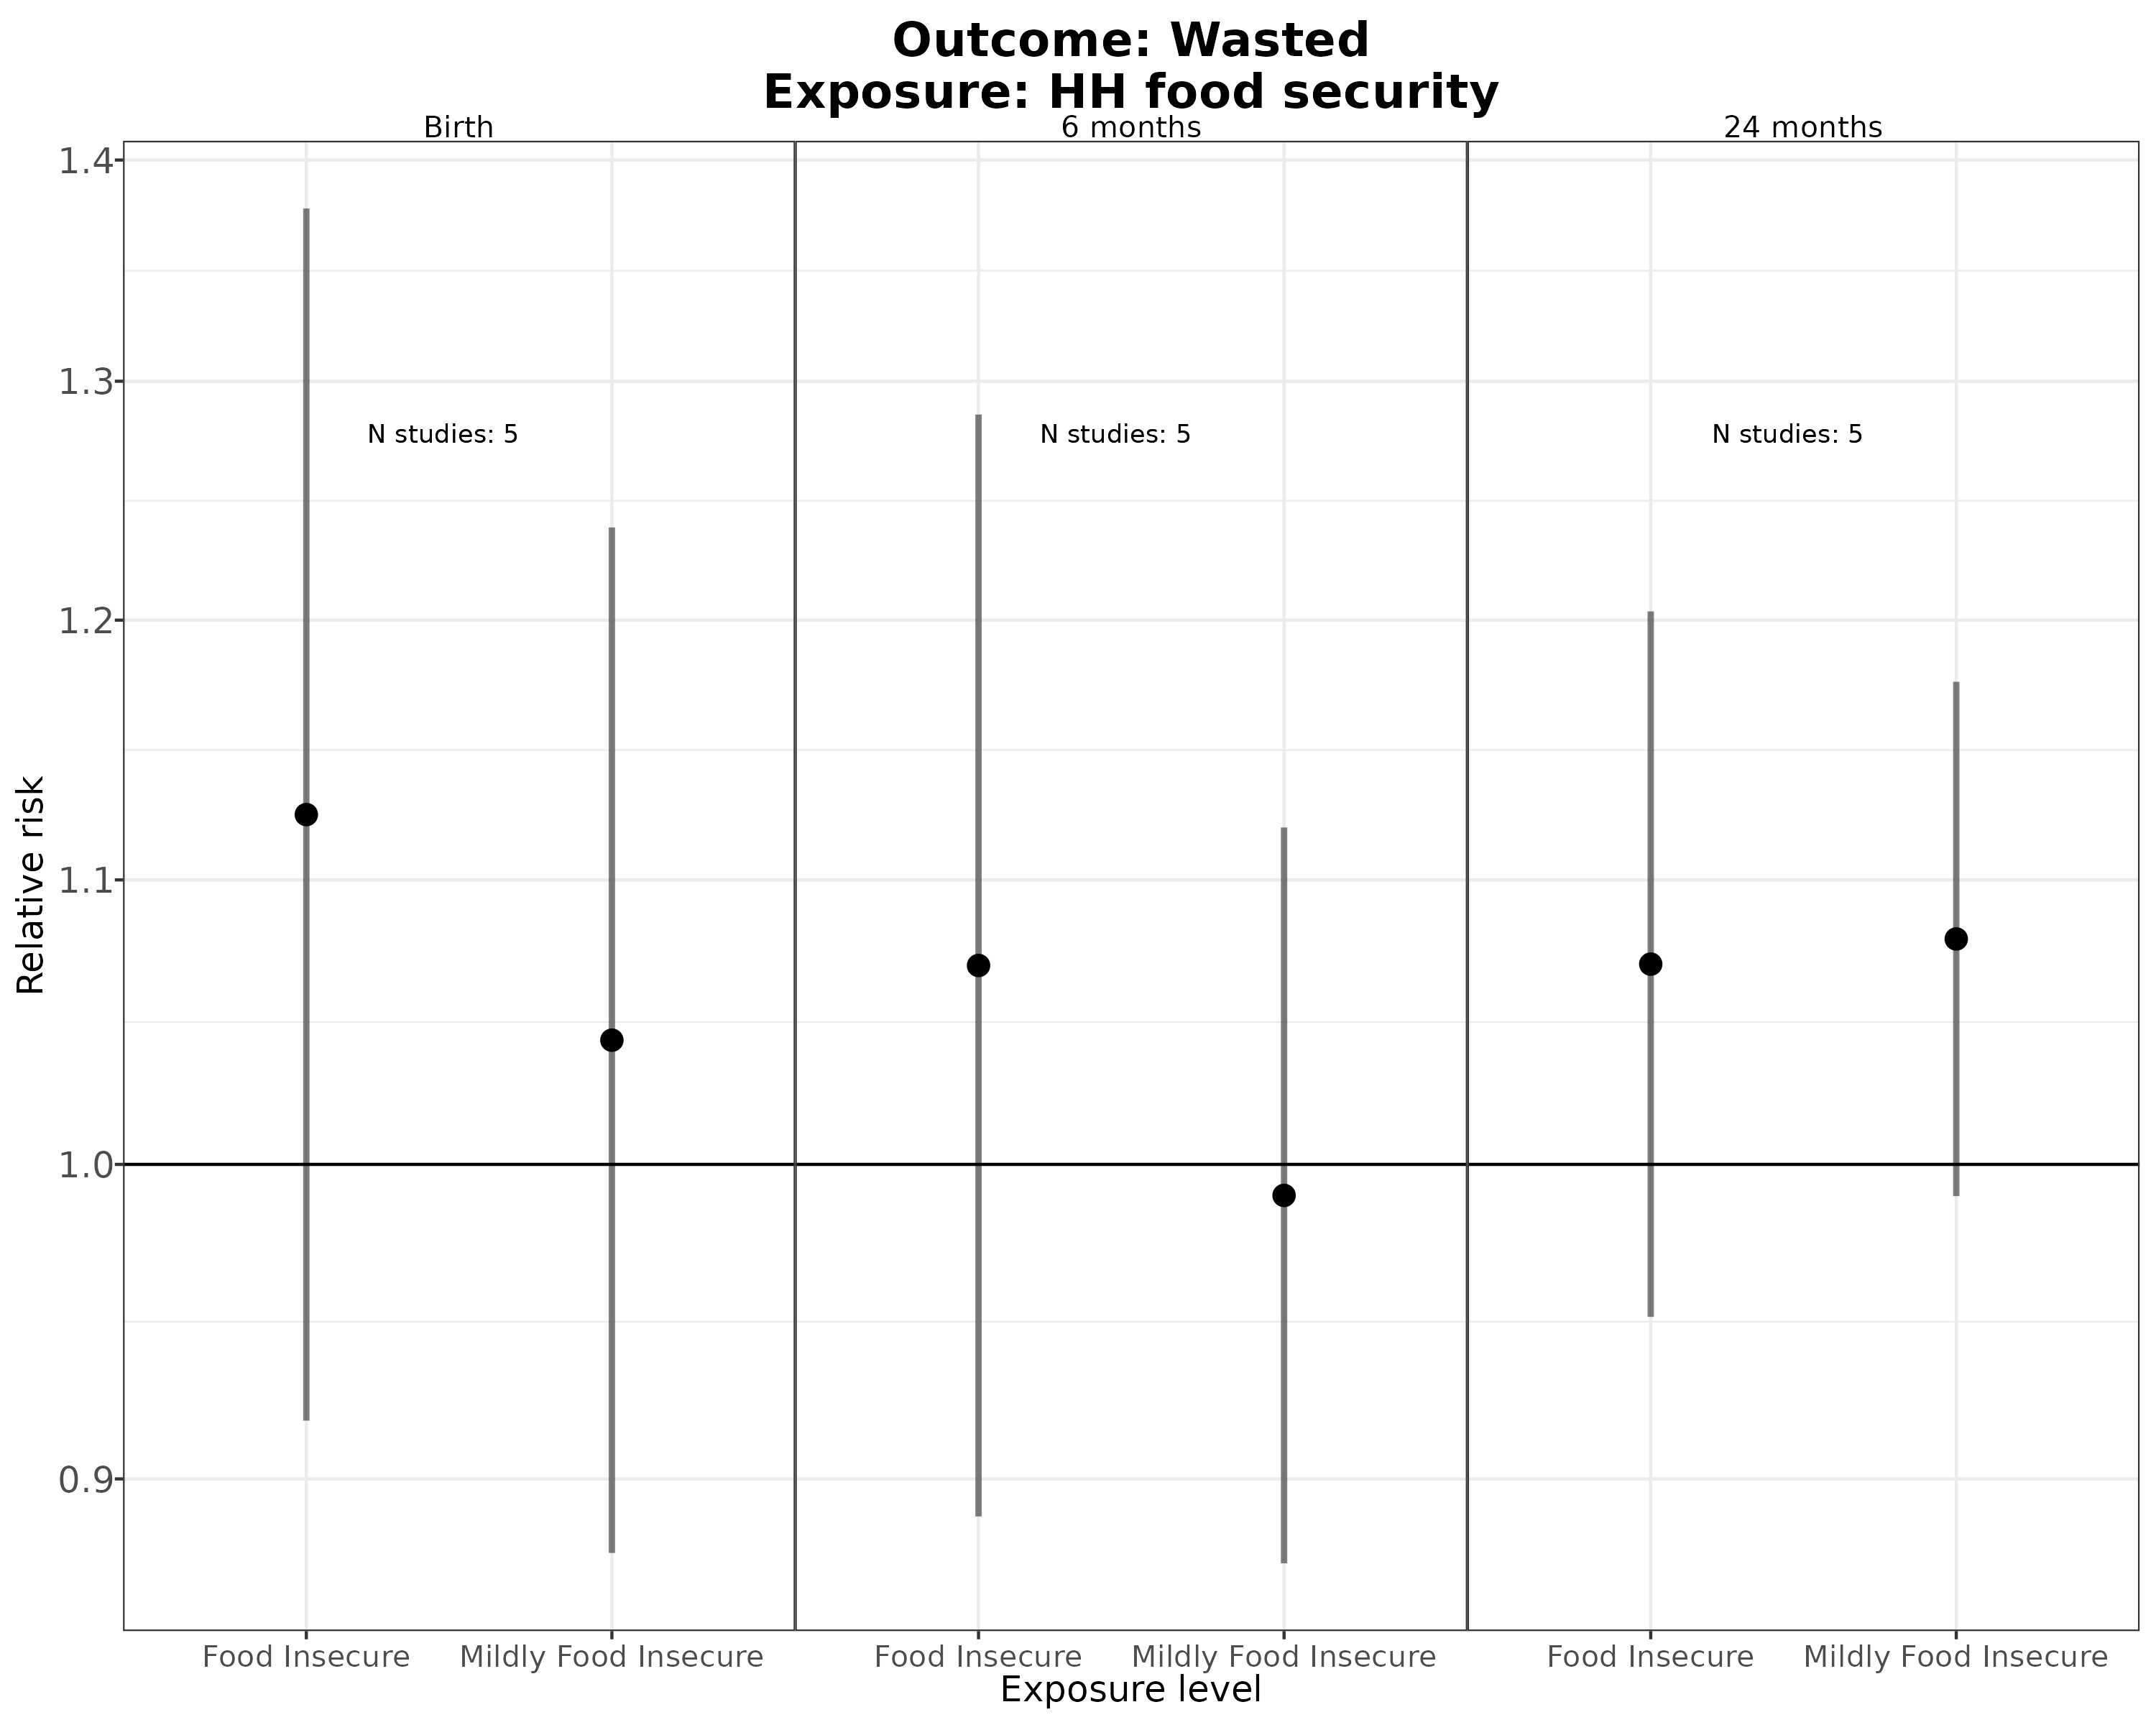 Outcome: Wasted
Exposure: HH food security
Birth
6 months
24 months
1.4
1.3
1.2
1.1
1.0
0.9
Relative risk
N studies: 5
N studies: 5
N studies: 5
Food Insecure
Mildly Food Insecure
Food Insecure
Mildly Food Insecure
Food Insecure
Mildly Food Insecure
Exposure level